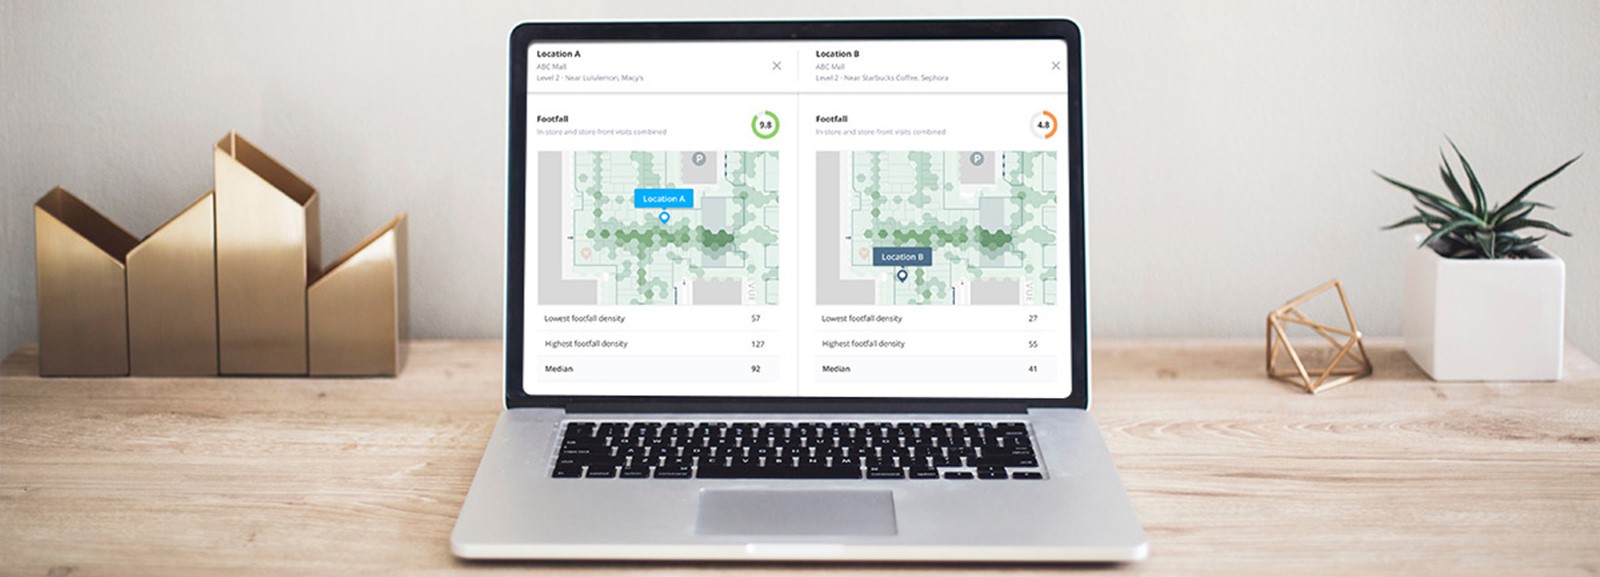 Location A
ABC Mall
Level 2 - Near Lululemon, Macy's
Footfall
In-store and store-front visits combined
9.8
P
Location A
VUE
Lowest footfall density 57
Highest footfall density 127
Median 92
Location B
ABC Mall
Level 2 - Near Starbucks Coffee, Sephora
Footfall
In-store and store-front visits combined
4.8
P
Location B
VUE
Lowest footfall density 27
Highest footfall density 55
Median 41